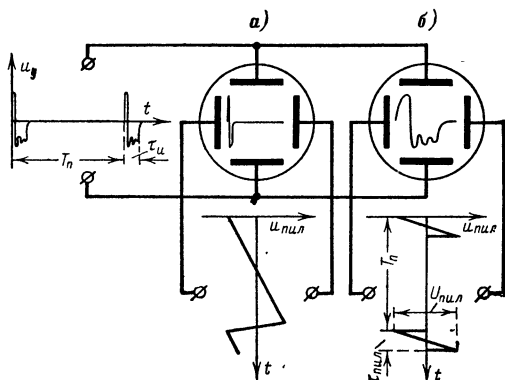 а) б)
u_у
t
T_п
τ_и
u_пил
u_пил
T_п
U_пил
τ_пил
t
t